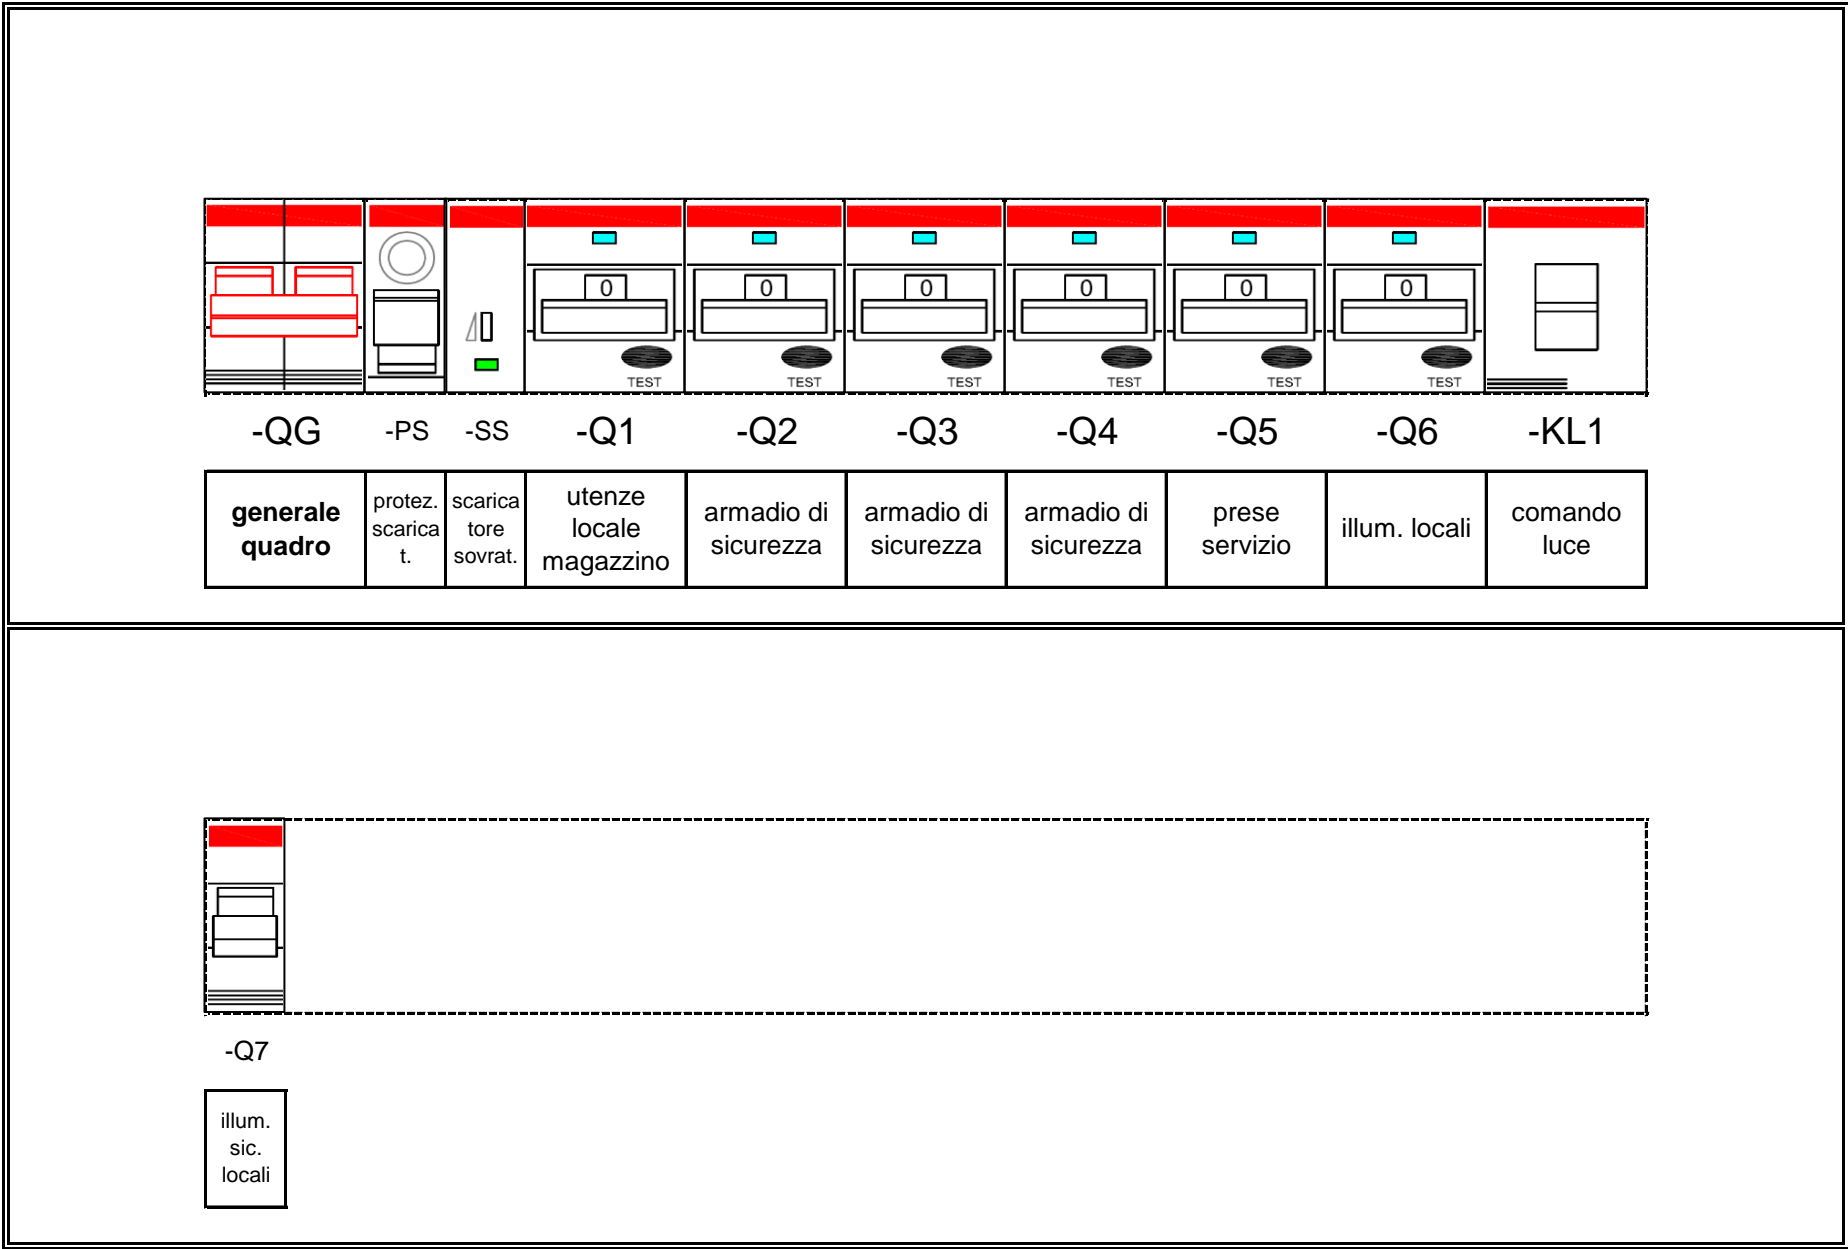 0 0 0 0 0 0
TEST TEST TEST TEST TEST TEST
-QG -PS -SS -Q1 -Q2 -Q3 -Q4 -Q5 -Q6 -KL1
generale
quadro
protez.
scarica
t.
scarica
tore
sovrat.
utenze
locale
magazzino
armadio di
sicurezza
armadio di
sicurezza
armadio di
sicurezza
prese
servizio
illum. locali
comando
luce
-Q7
illum.
sic.
locali